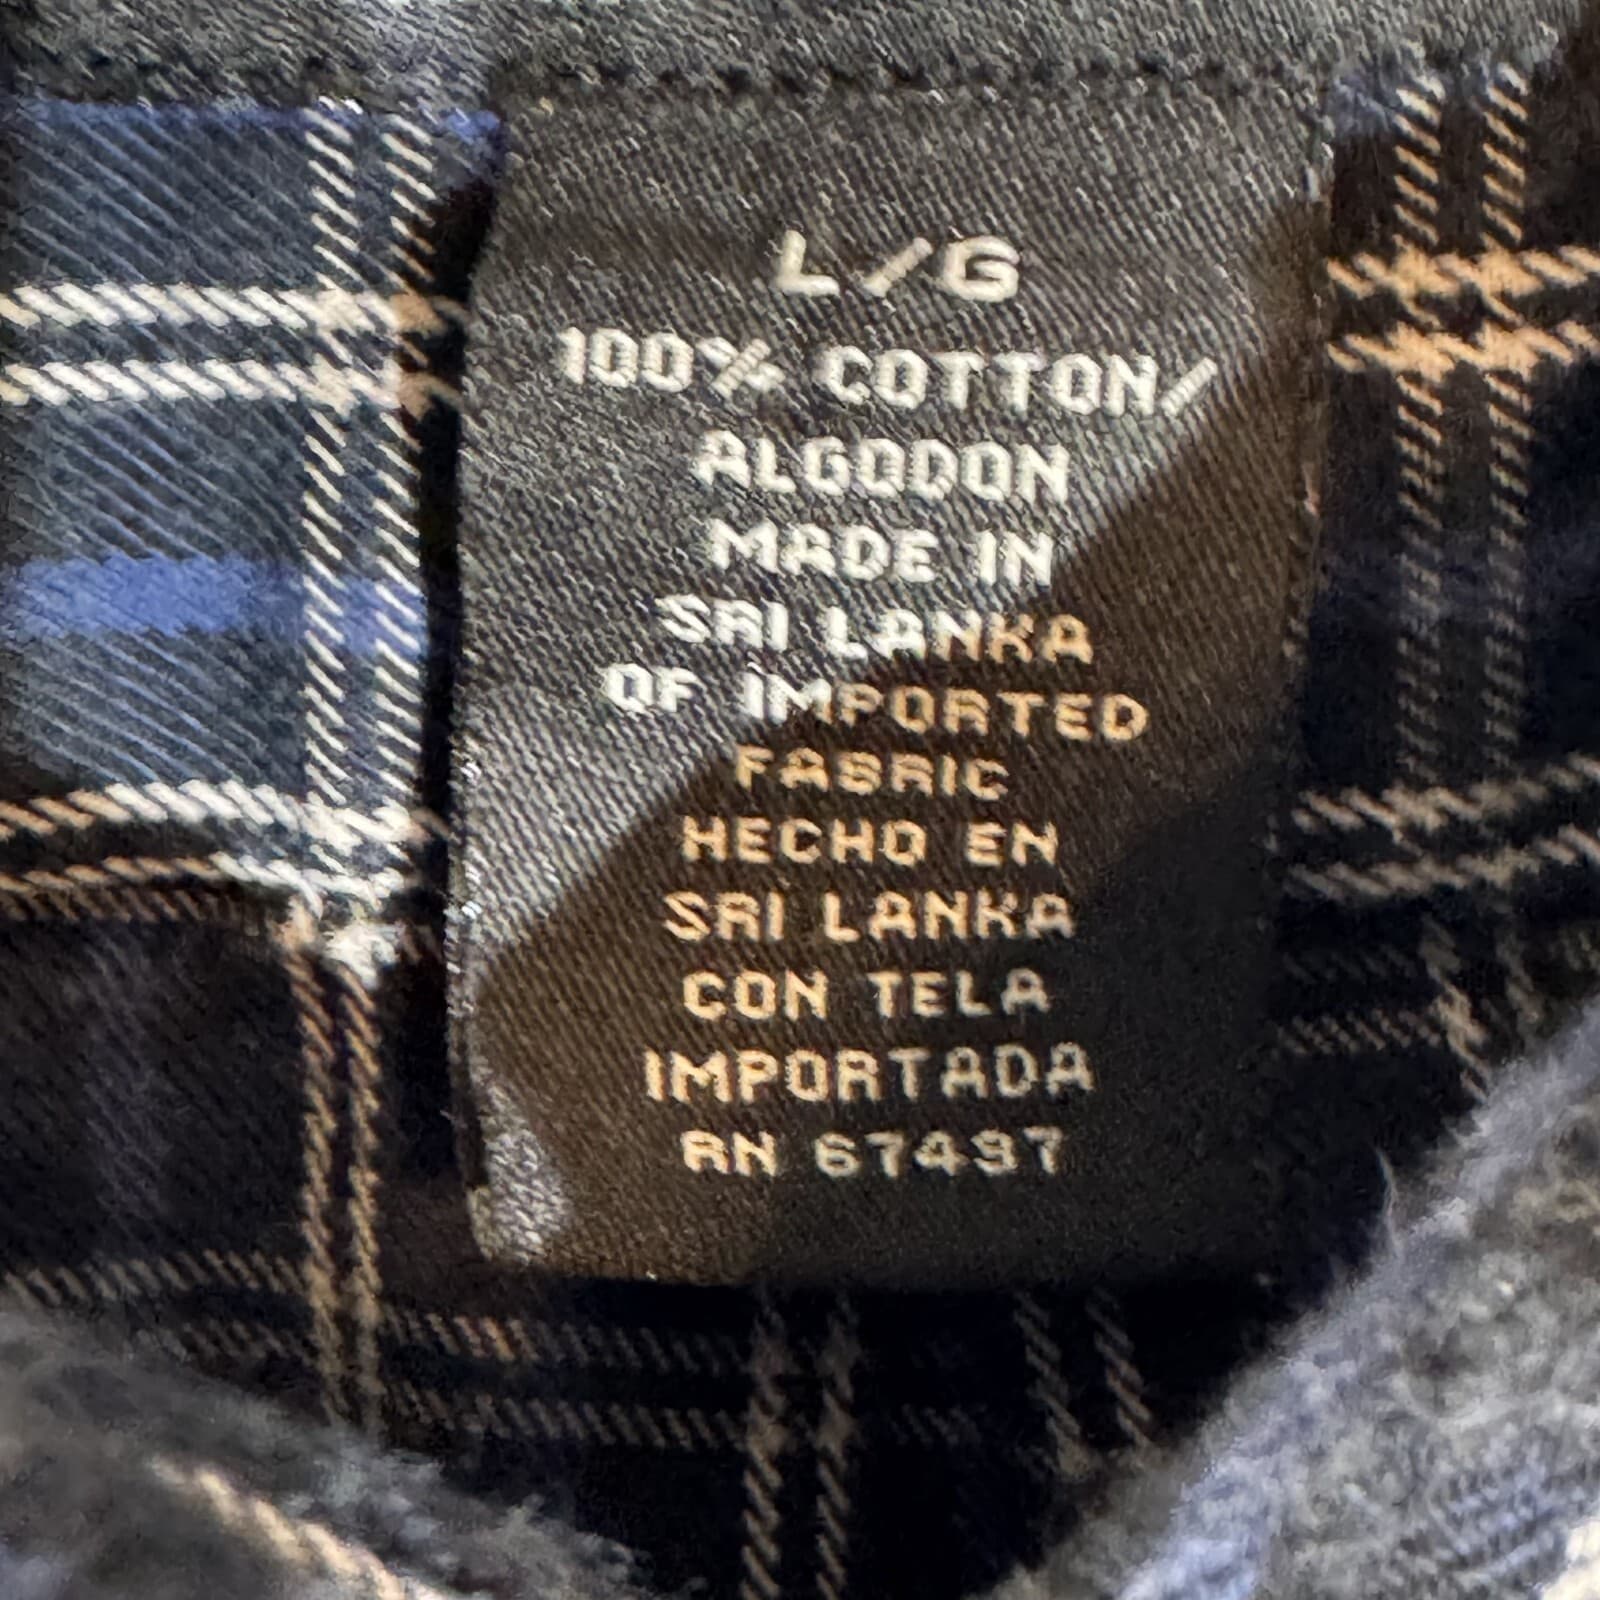 L/G
100% COTTON/
ALGODON
MADE IN
SRI LANKA
OF IMPORTED
FABRIC
HECHO EN
SRI LANKA
CON TELA
IMPORTADA
RN 67437